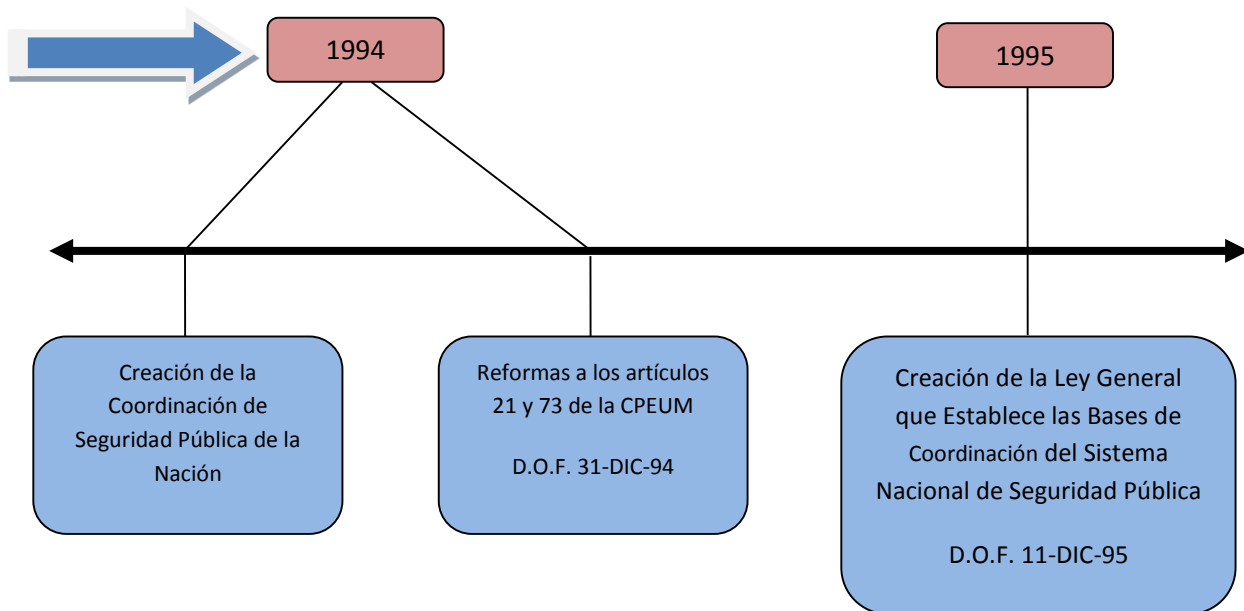 1994
1995
Creación de la
Coordinación de
Seguridad Pública de la
Nación
Reformas a los artículos
21 y 73 de la CPEUM
D.O.F. 31-DIC-94
Creación de la Ley General
que Establece las Bases de
Coordinación del Sistema
Nacional de Seguridad Pública
D.O.F. 11-DIC-95